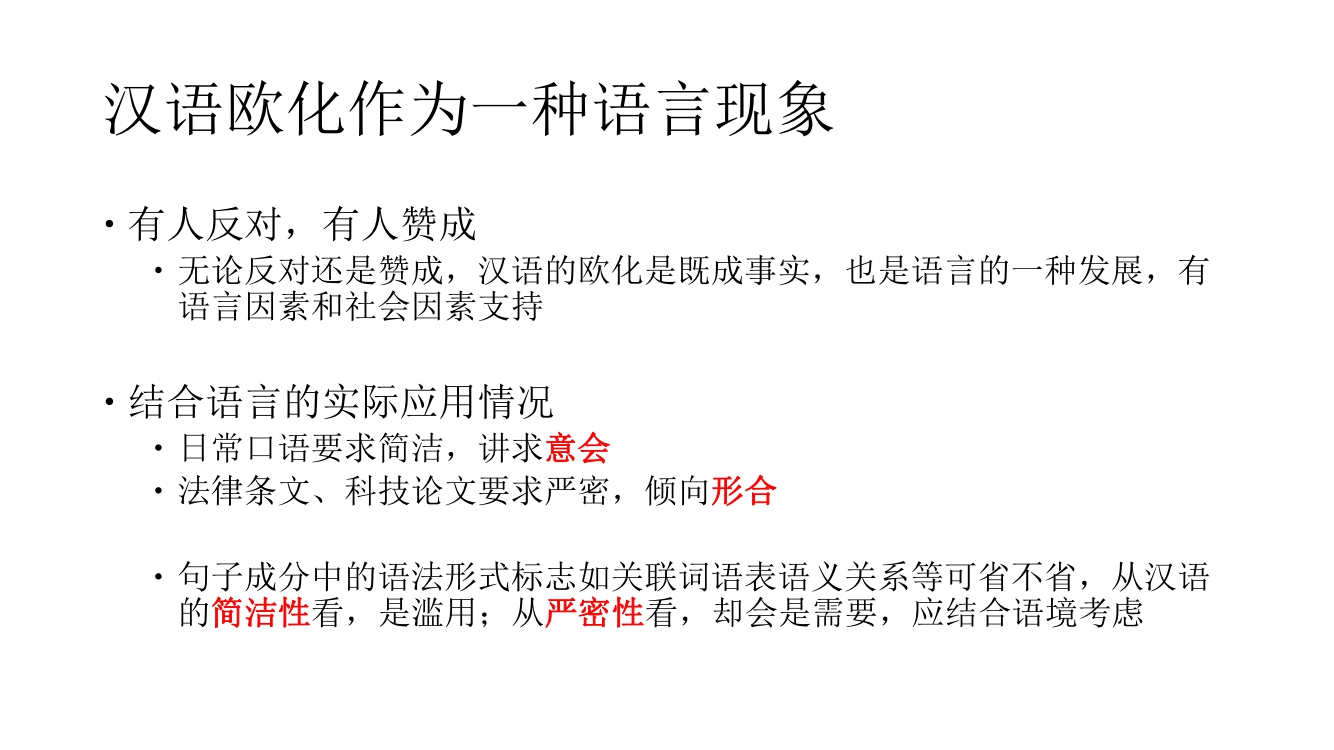 汉语欧化作为一种语言现象
• 有人反对，有人赞成
• 无论反对还是赞成，汉语的欧化是既成事实，也是语言的一种发展，有
语言因素和社会因素支持
• 结合语言的实际应用情况
• 日常口语要求简洁，讲求意会
• 法律条文、科技论文要求严密，倾向形合
• 句子成分中的语法形式标志如关联词语表语义关系等可省不省，从汉语
的简洁性看，是滥用；从严密性看，却会是需要，应结合语境考虑